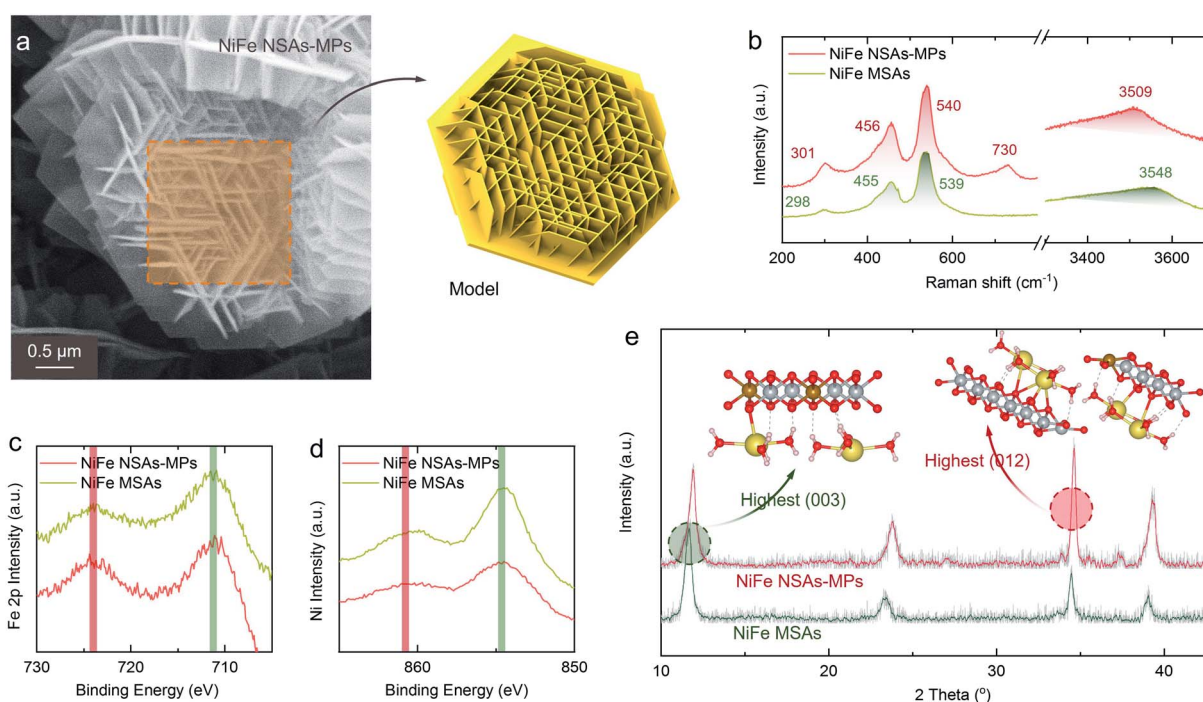 a
NiFe NSAs-MPs
0.5 μm
Model
b
NiFe NSAs-MPs
NiFe MSAs
301
456
540
730
3509
298
455
539
3548
Intensity (a.u.)
200
400
600
3400
3600
Raman shift (cm⁻¹)
c
NiFe NSAs-MPs
NiFe MSAs
Fe 2p Intensity (a.u.)
730
720
710
Binding Energy (eV)
d
NiFe NSAs-MPs
NiFe MSAs
Ni Intensity (a.u.)
860
850
Binding Energy (eV)
e
Highest (003)
Highest (012)
NiFe NSAs-MPs
NiFe MSAs
Intensity (a.u.)
10
20
30
40
2 Theta (°)